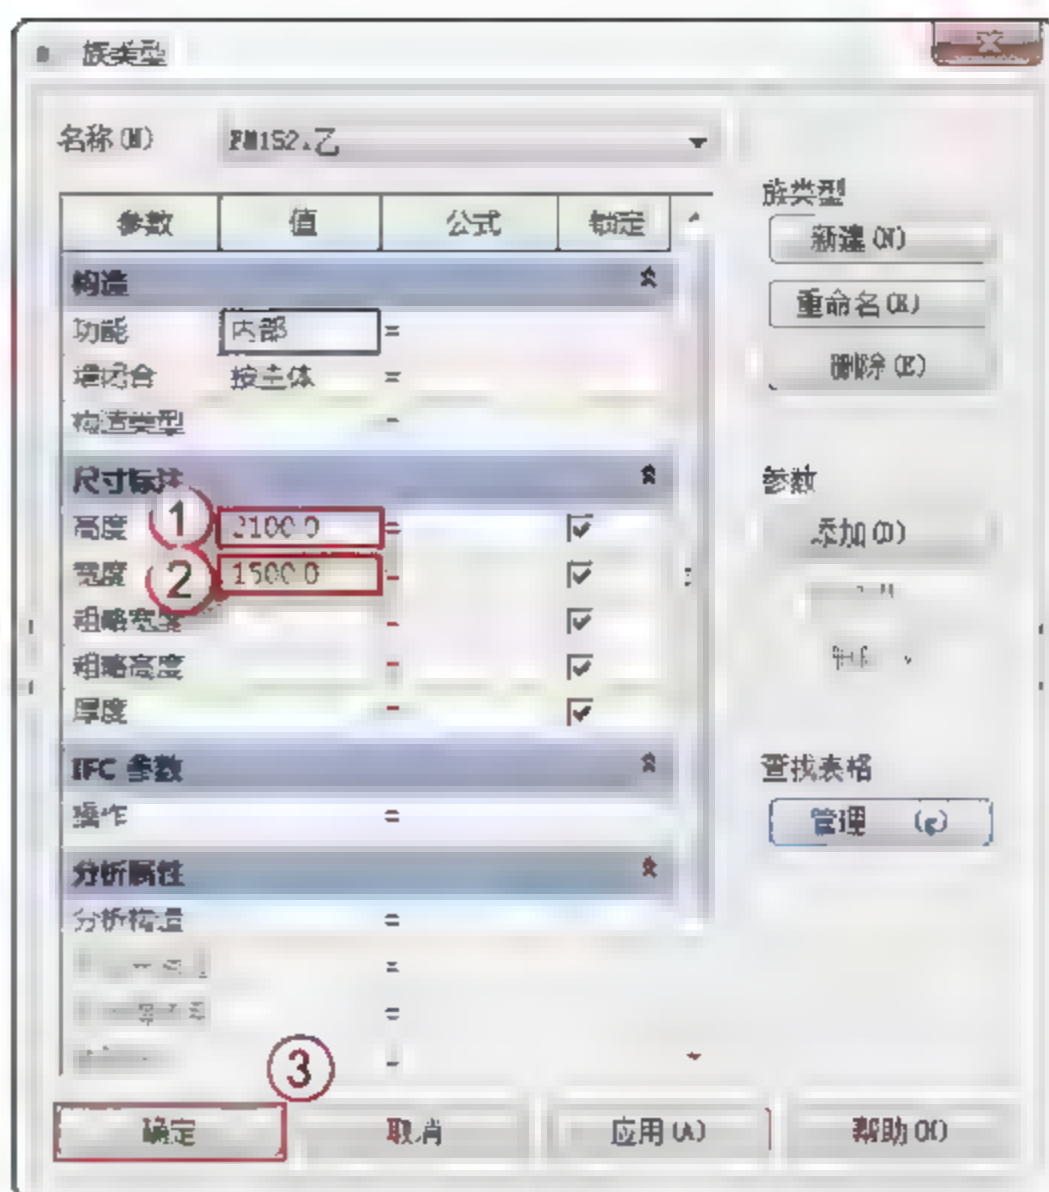 族类型
名称(N)
参数 值 公式 锁定
构造
功能 内部 =
墙闭合 按主体 =
构造类型
尺寸标注
高度 ① 2100.0 =
宽度 ② 1500.0
粗略宽度
粗略高度
厚度
IFC 参数
操作 =
分析属性
分析构造 =
=
=
③
确定 取消 应用(A) 帮助(H)
族类型
新建(N)
重命名(R)
删除(E)
参数
添加(D)
查找表格
管理